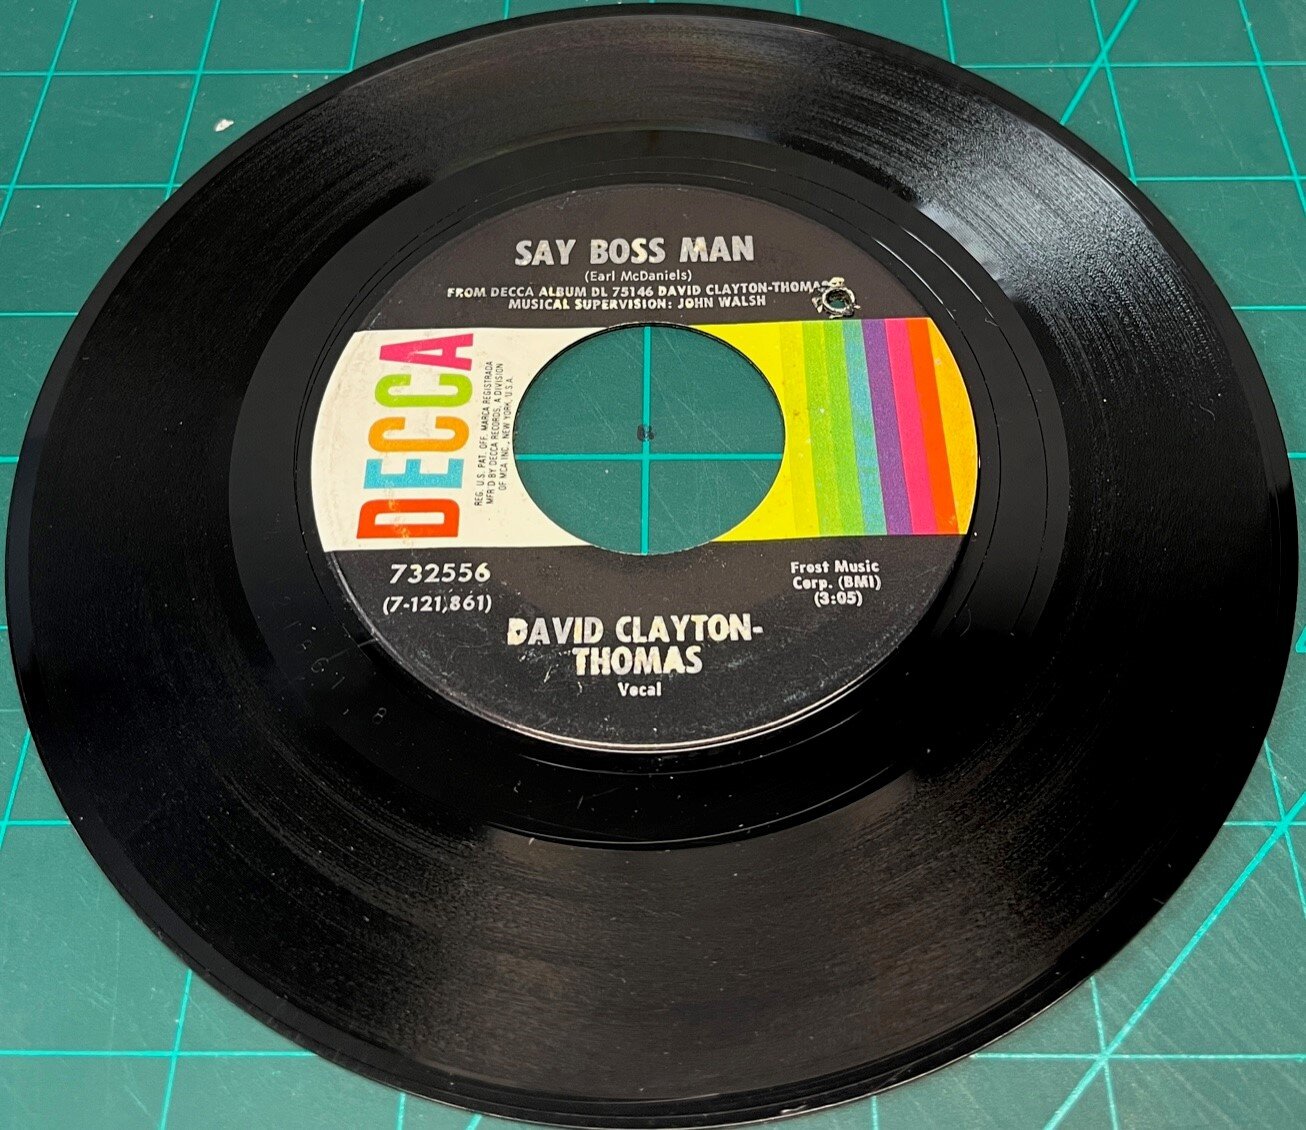 SAY BOSS MAN
(Earl McDaniels)
FROM DECCA ALBUM DL 75146 DAVID CLAYTON-THOMAS
MUSICAL SUPERVISION: JOHN WALSH
DECCA
REG. U.S. PAT. OFF. MARCA REGISTRADA
MFR'D BY DECCA RECORDS, A DIVISION
OF MCA INC., NEW YORK, U.S.A.
732556
(7-121,861)
Frost Music
Corp. (BMI)
(3:05)
DAVID CLAYTON-
THOMAS
Vocal